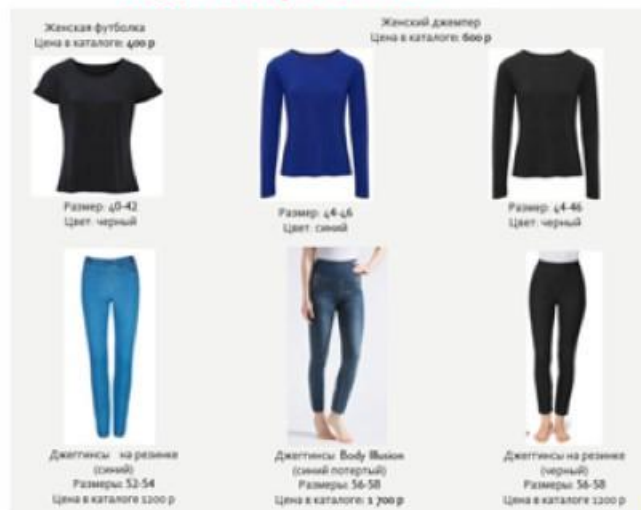 Женская футболка
Цена в каталоге: 400 р
Женский джемпер
Цена в каталоге: 600 р
Размер: 40-42
Цвет: черный
Размер: 44-46
Цвет: синий
Размер: 44-46
Цвет: черный
Джеггинсы на резинке
(синий)
Размеры: 52-54
Цена в каталоге 1200 р
Джеггинсы Body Illusion
(синий потертый)
Размеры: 56-58
Цена в каталоге: 1 700 р
Джеггинсы на резинке
(черный)
Размеры: 56-58
Цена в каталоге 1200 р